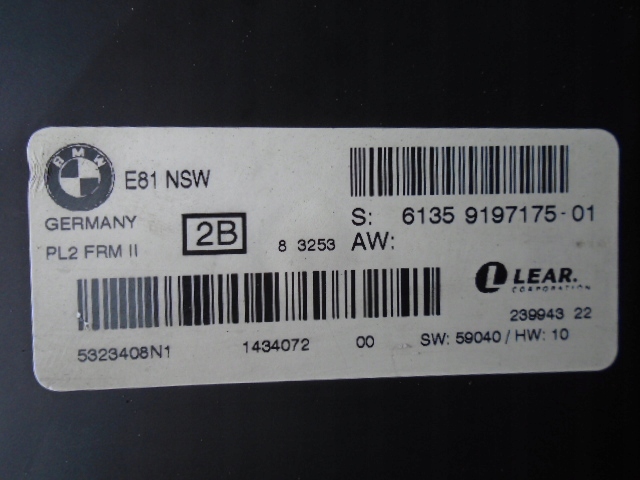 BMW
E81 NSW
GERMANY
PL2 FRM II
2B
8 3253
S: 6135 9197175-01
AW:
LEAR.
CORPORATION
239943 22
5323408N1 1434072 00 SW: 59040 / HW: 10